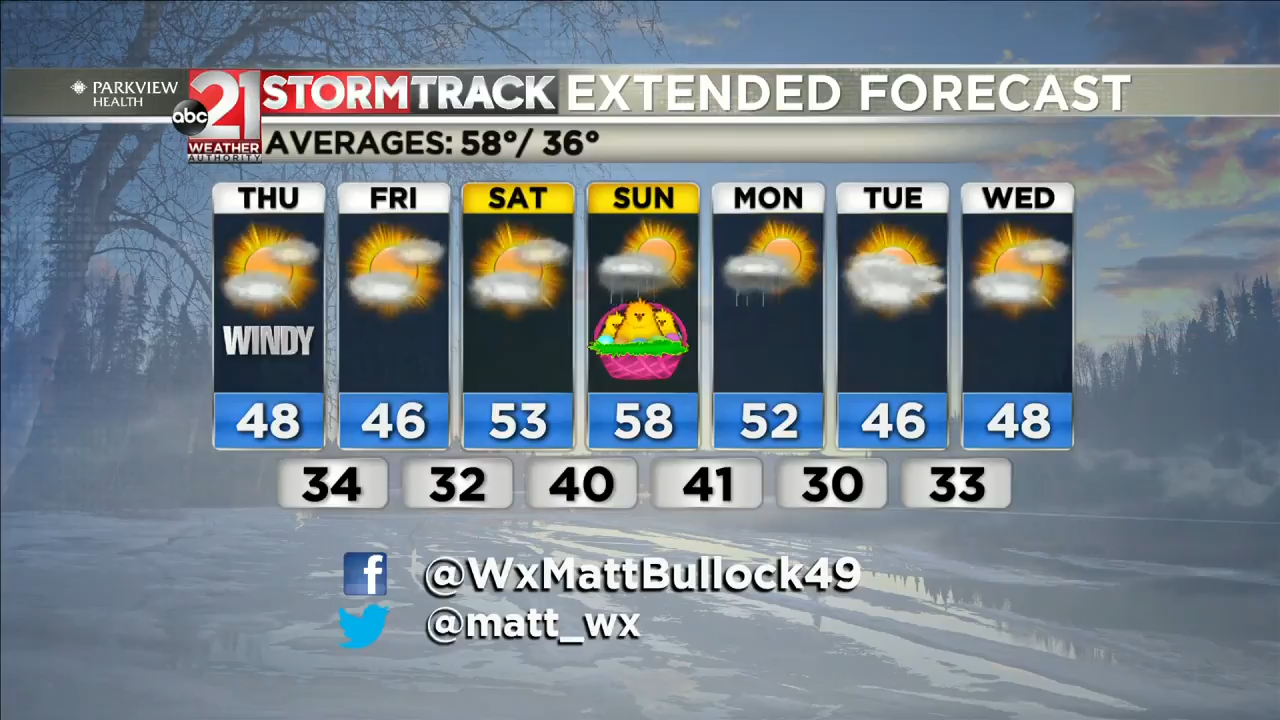 PARKVIEW
HEALTH
abc
21
WEATHER
AUTHORITY
STORMTRACK EXTENDED FORECAST
AVERAGES: 58°/ 36°
THU FRI SAT SUN MON TUE WED
WINDY
48 46 53 58 52 46 48
34 32 40 41 30 33
f @WxMattBullock49
@matt_wx